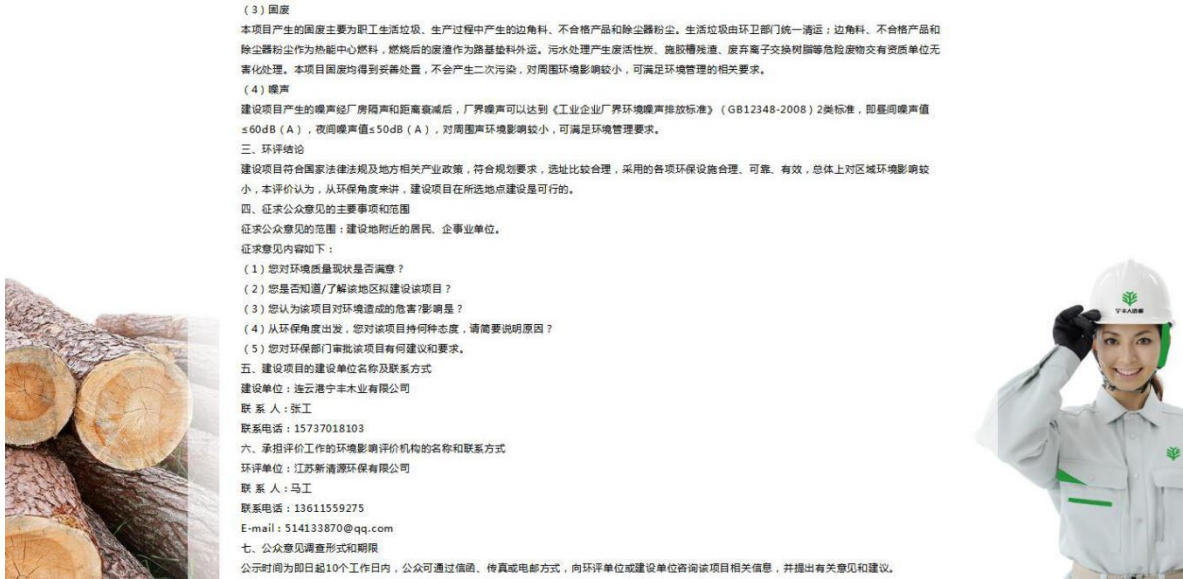 （3）固废
本项目产生的固废主要为职工生活垃圾、生产过程中产生的边角料、不合格产品和除尘器粉尘。生活垃圾由环卫部门统一清运；边角料、不合格产品和
除尘器粉尘作为热能中心燃料，燃烧后的废渣作为路基垫料外运。污水处理产生废活性炭、施胶槽残渣、废弃离子交换树脂等危险废物交有资质单位无
害化处理。本项目固废均得到妥善处置，不会产生二次污染，对周围环境影响较小，可满足环境管理的相关要求。
（4）噪声
建设项目产生的噪声经厂房隔声和距离衰减后，厂界噪声可以达到《工业企业厂界环境噪声排放标准》（GB12348-2008）2类标准，即昼间噪声值
≤60dB（A），夜间噪声值≤50dB（A），对周围声环境影响较小，可满足环境管理要求。
三、环评结论
建设项目符合国家法律法规及地方相关产业政策，符合规划要求，选址比较合理，采用的各项环保设施合理、可靠、有效，总体上对区域环境影响较
小，本评价认为，从环保角度来讲，建设项目在所选地点建设是可行的。
四、征求公众意见的主要事项和范围
征求公众意见的范围：建设地附近的居民、企事业单位。
征求意见内容如下：
（1）您对环境质量现状是否满意？
（2）您是否知道/了解该地区拟建设该项目？
（3）您认为该项目对环境造成的危害?影响是？
（4）从环保角度出发，您对该项目持何种态度，请简要说明原因？
（5）您对环保部门审批该项目有何建议和要求。
五、建设项目的建设单位名称及联系方式
建设单位：连云港宁丰木业有限公司
联 系 人：张工
联系电话：15737018103
六、承担评价工作的环境影响评价机构的名称和联系方式
环评单位：江苏新清源环保有限公司
联 系 人：马工
联系电话：13611559275
E-mail：514133870@qq.com
七、公众意见调查形式和期限
公示时间为即日起10个工作日内，公众可通过信函、传真或电邮方式，向环评单位或建设单位咨询该项目相关信息，并提出有关意见和建议。
宁丰人造板